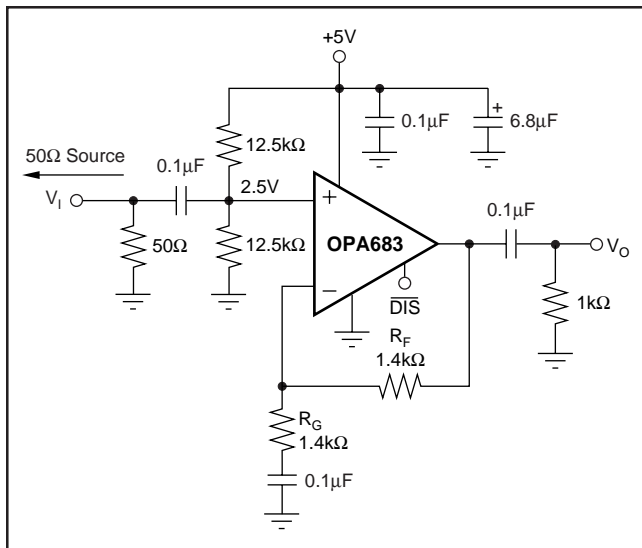 +5V
+
12.5kΩ
0.1μF
6.8μF
50Ω Source
0.1μF
2.5V
V_I
+
50Ω
12.5kΩ
OPA683
0.1μF
V_O
−
DIS
1kΩ
R_F
1.4kΩ
R_G
1.4kΩ
0.1μF